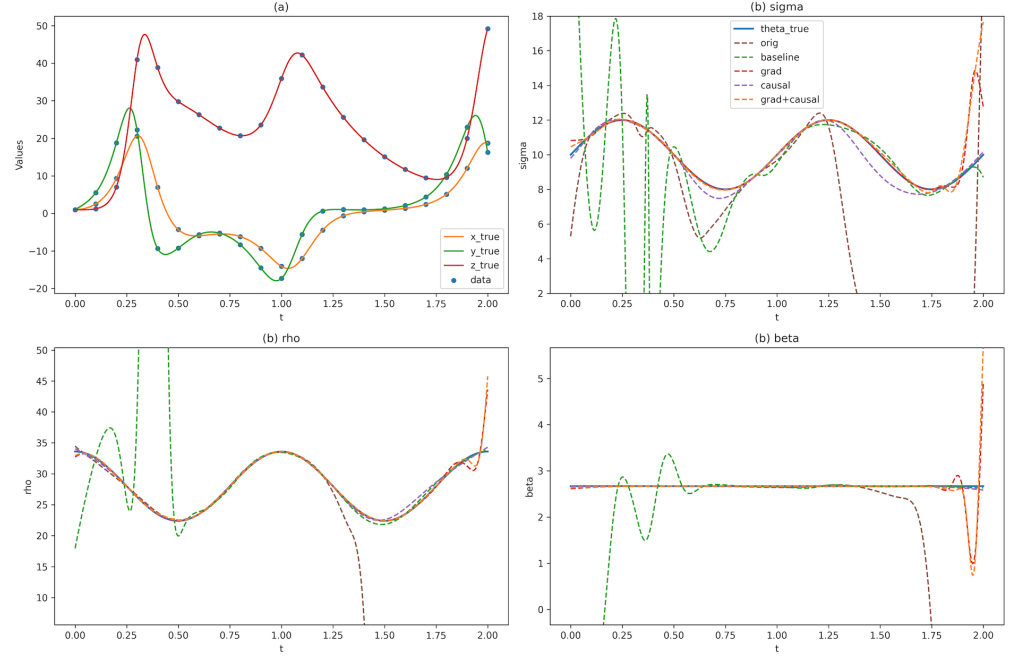 (a)
Values
50
40
30
20
10
0
−10
−20
0.00 0.25 0.50 0.75 1.00 1.25 1.50 1.75 2.00
t
x_true
y_true
z_true
data
(b) sigma
sigma
18
16
14
12
10
8
6
4
2
0.00 0.25 0.50 0.75 1.00 1.25 1.50 1.75 2.00
t
theta_true
orig
baseline
grad
causal
grad+causal
(b) rho
rho
50
45
40
35
30
25
20
15
10
0.00 0.25 0.50 0.75 1.00 1.25 1.50 1.75 2.00
t
(b) beta
beta
5
4
3
2
1
0
0.00 0.25 0.50 0.75 1.00 1.25 1.50 1.75 2.00
t